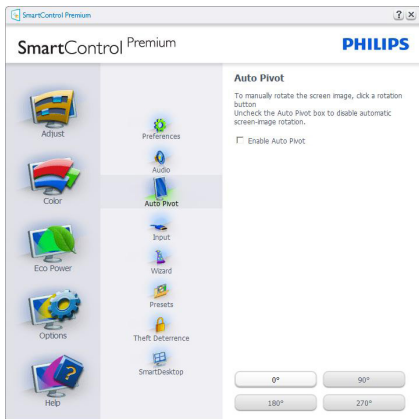 SmartControl Premium
? ×
SmartControl Premium
PHILIPS
Adjust
Color
Eco Power
Options
Help
Preferences
Audio
Auto Pivot
Input
Wizard
Presets
Theft Deterrence
SmartDesktop
Auto Pivot
To manually rotate the screen image, click a rotation
button
Uncheck the Auto Pivot box to disable automatic
screen-image rotation.
Enable Auto Pivot
0°
90°
180°
270°